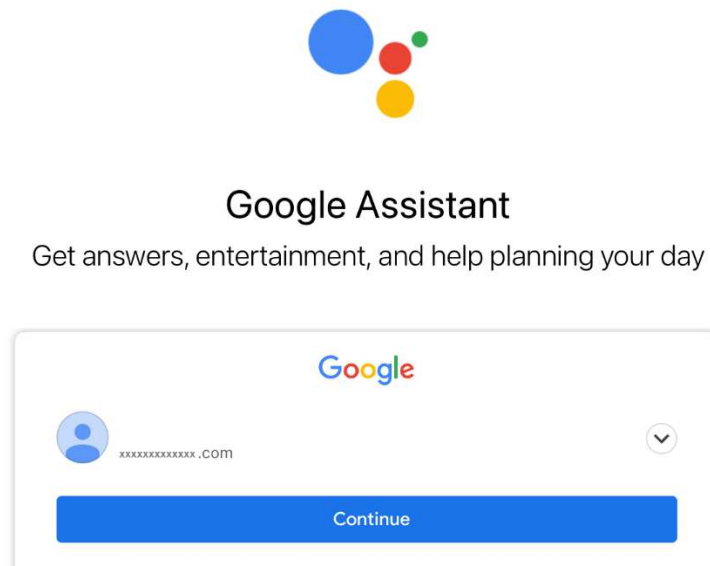 Google Assistant
Get answers, entertainment, and help planning your day
Google
xxxxxxxxxxxxx.com
Continue